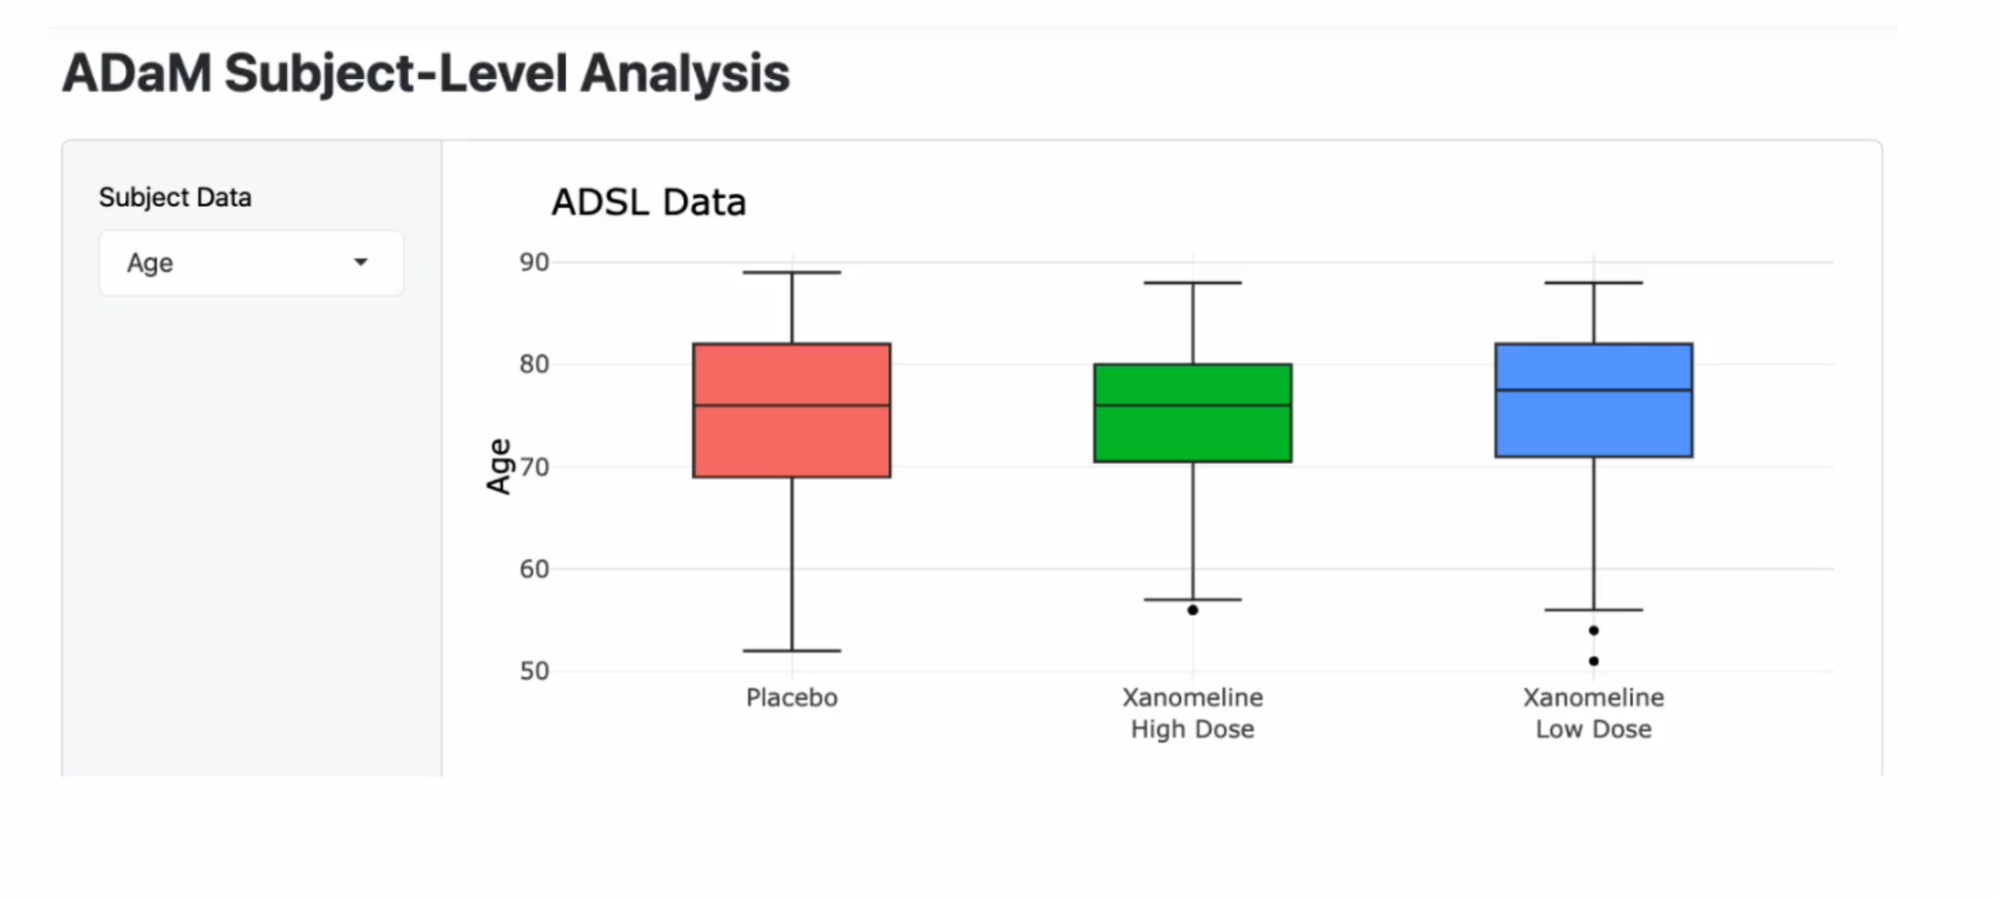 ADaM Subject-Level Analysis
Subject Data
Age
ADSL Data
Age
90
80
70
60
50
Placebo
Xanomeline
High Dose
Xanomeline
Low Dose